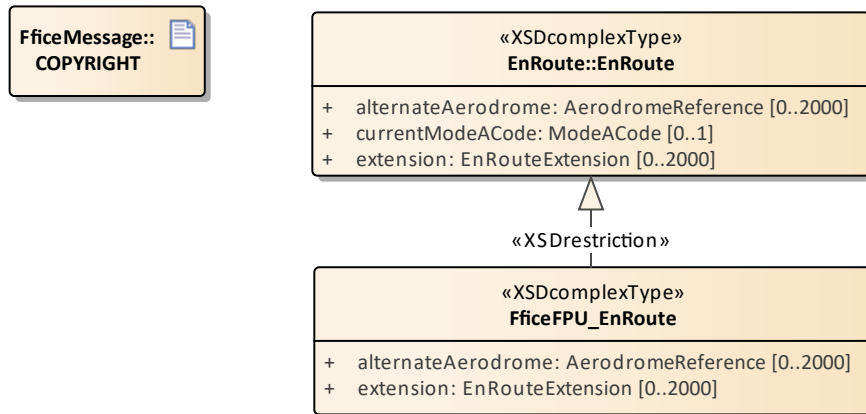 FficeMessage::
COPYRIGHT
«XSDcomplexType»
EnRoute::EnRoute
+ alternateAerodrome: AerodromeReference [0..2000]
+ currentModeACode: ModeACode [0..1]
+ extension: EnRouteExtension [0..2000]
«XSDrestriction»
«XSDcomplexType»
FficeFPU_EnRoute
+ alternateAerodrome: AerodromeReference [0..2000]
+ extension: EnRouteExtension [0..2000]